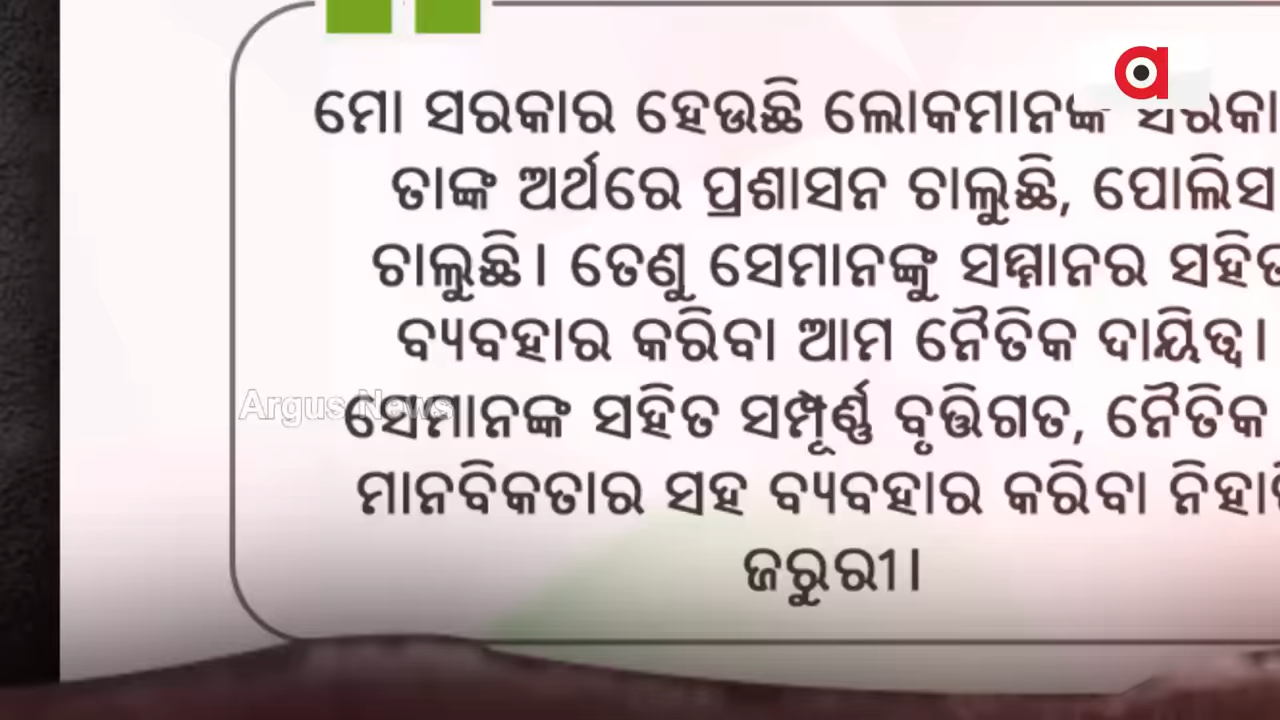 ମୋ ସରକାର ହେଉଛି ଲୋକମାନଙ୍କ
ତାଙ୍କ ଅର୍ଥରେ ପ୍ରଶାସନ ଚାଲୁଛି, ପୋଲିସ
ଚାଲୁଛି। ତେଣୁ ସେମାନଙ୍କୁ ସମ୍ମାନର
ବ୍ୟବହାର କରିବା ଆମ ନୈତିକ ଦାୟିତ୍ୱ।
ସେମାନଙ୍କ ସହିତ ସମ୍ପୂର୍ଣ୍ଣ ବୃତ୍ତିଗତ, ନୈତିକ
Argus News
ମାନବିକତାର ସହ ବ୍ୟବହାର କରିବା
ଜରୁରୀ।